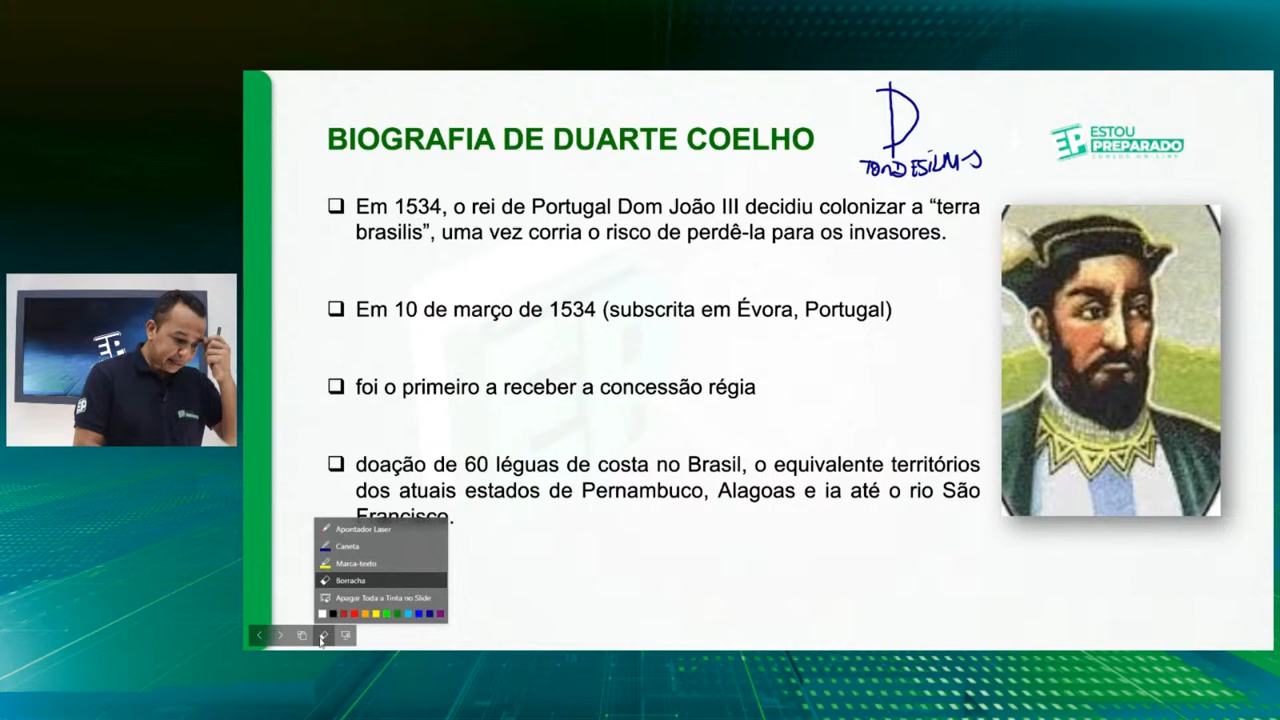 BIOGRAFIA DE DUARTE COELHO
D
ESTOU
PREPARADO
CURSOS ON LINE
Em 1534, o rei de Portugal Dom João III decidiu colonizar a “terra
brasilis”, uma vez corria o risco de perdê-la para os invasores.
Em 10 de março de 1534 (subscrita em Évora, Portugal)
foi o primeiro a receber a concessão régia
doação de 60 léguas de costa no Brasil, o equivalente territórios
dos atuais estados de Pernambuco, Alagoas e ia até o rio São
Francisco.
Apontador Laser
Caneta
Marca-texto
Borracha
Apagar Toda a Tinta no Slide